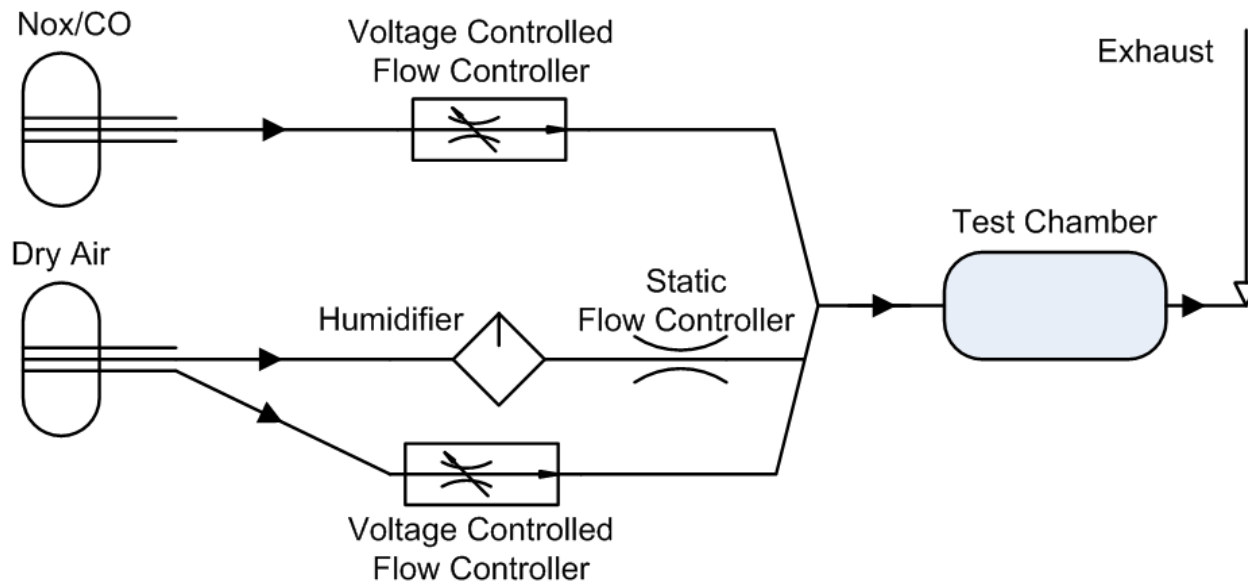 Nox/CO
Voltage Controlled
Flow Controller
Exhaust
Dry Air
Humidifier
Static
Flow Controller
Test Chamber
Voltage Controlled
Flow Controller